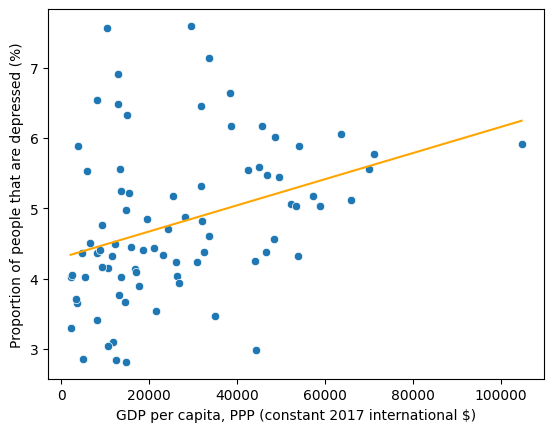 Proportion of people that are depressed (%)
7
6
5
4
3
0 20000 40000 60000 80000 100000
GDP per capita, PPP (constant 2017 international $)